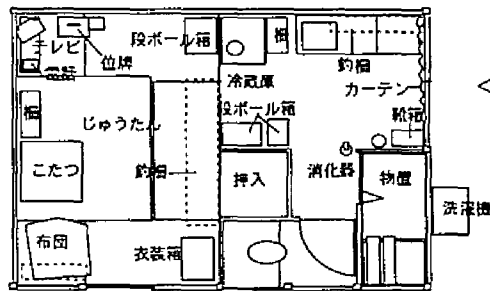 テレビ
位牌
段ボール箱
棚
電話
冷蔵庫
釣棚
カーテン
棚
じゅうたん
段ボール箱
靴箱
こたつ
釣棚
押入
消化器
物置
洗濯機
布団
衣装箱